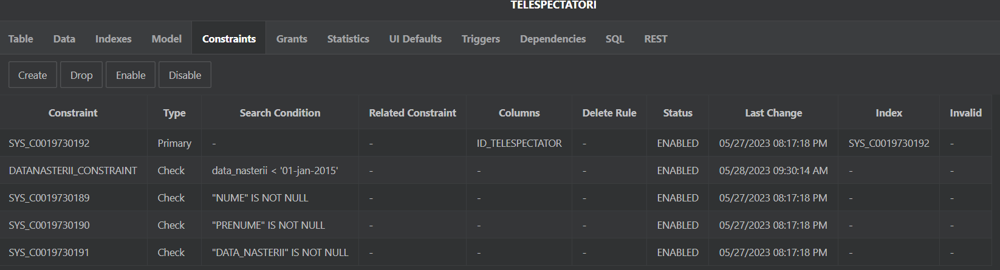 TELESPECTATORI
Table Data Indexes Model Constraints Grants Statistics UI Defaults Triggers Dependencies SQL REST
Create Drop Enable Disable
Constraint Type Search Condition Related Constraint Columns Delete Rule Status Last Change Index Invalid
SYS_C0019730192 Primary - - ID_TELESPECTATOR - ENABLED 05/27/2023 08:17:18 PM SYS_C0019730192 -
DATANASTERII_CONSTRAINT Check data_nasterii < '01-jan-2015' - - - ENABLED 05/28/2023 09:30:14 AM - -
SYS_C0019730189 Check "NUME" IS NOT NULL - - - ENABLED 05/27/2023 08:17:18 PM - -
SYS_C0019730190 Check "PRENUME" IS NOT NULL - - - ENABLED 05/27/2023 08:17:18 PM - -
SYS_C0019730191 Check "DATA_NASTERII" IS NOT NULL - - - ENABLED 05/27/2023 08:17:18 PM - -